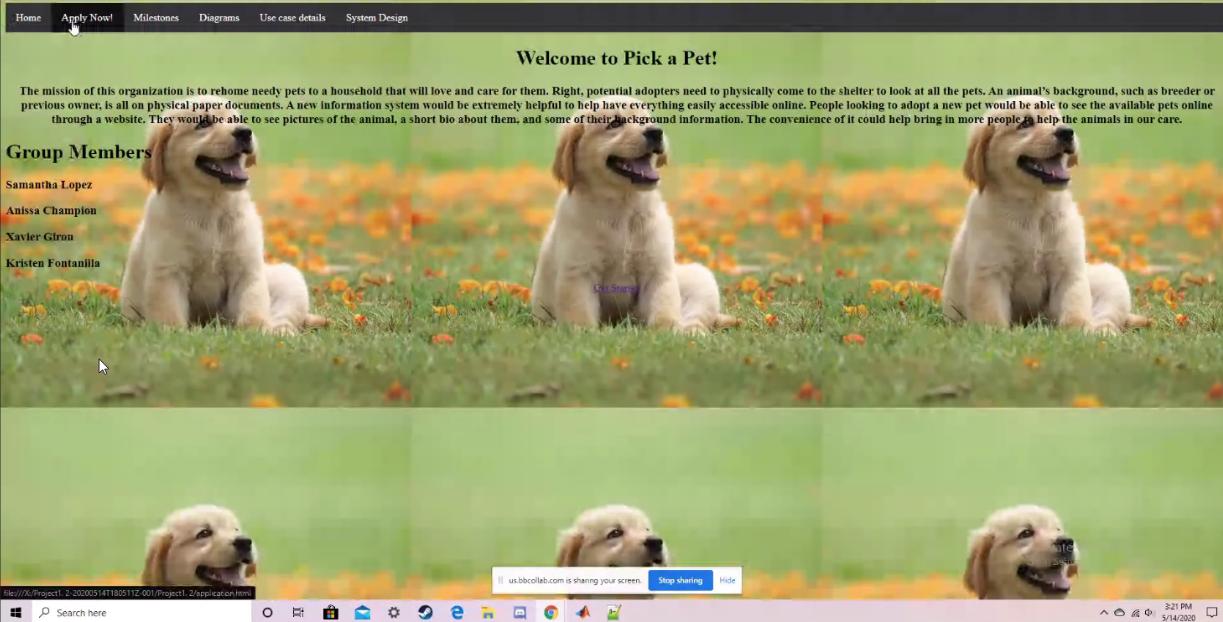 Home Apply Now! Milestones Diagrams Use case details System Design
Welcome to Pick a Pet!
The mission of this organization is to rehome needy pets to a household that will love and care for them. Right, potential adopters need to physically come to the shelter to look at all the pets. An animal's background, such as breeder or
previous owner, is all on physical paper documents. A new information system would be extremely helpful to help have everything easily accessible online. People looking to adopt a new pet would be able to see the available pets online
through a website. They would be able to see pictures of the animal, a short bio about them, and some of their background information. The convenience of it could help bring in more people to help the animals in our care.
Group Members
Samantha Lopez
Anissa Champion
Xavier Giron
Kristen Fontanilla
Get Started
us.bbcollab.com is sharing your screen. Stop sharing Hide
file:///X:/Project1. 2-20200514T180511Z-001/Project1. 2/application.html
Search here
3:21 PM
5/14/2020